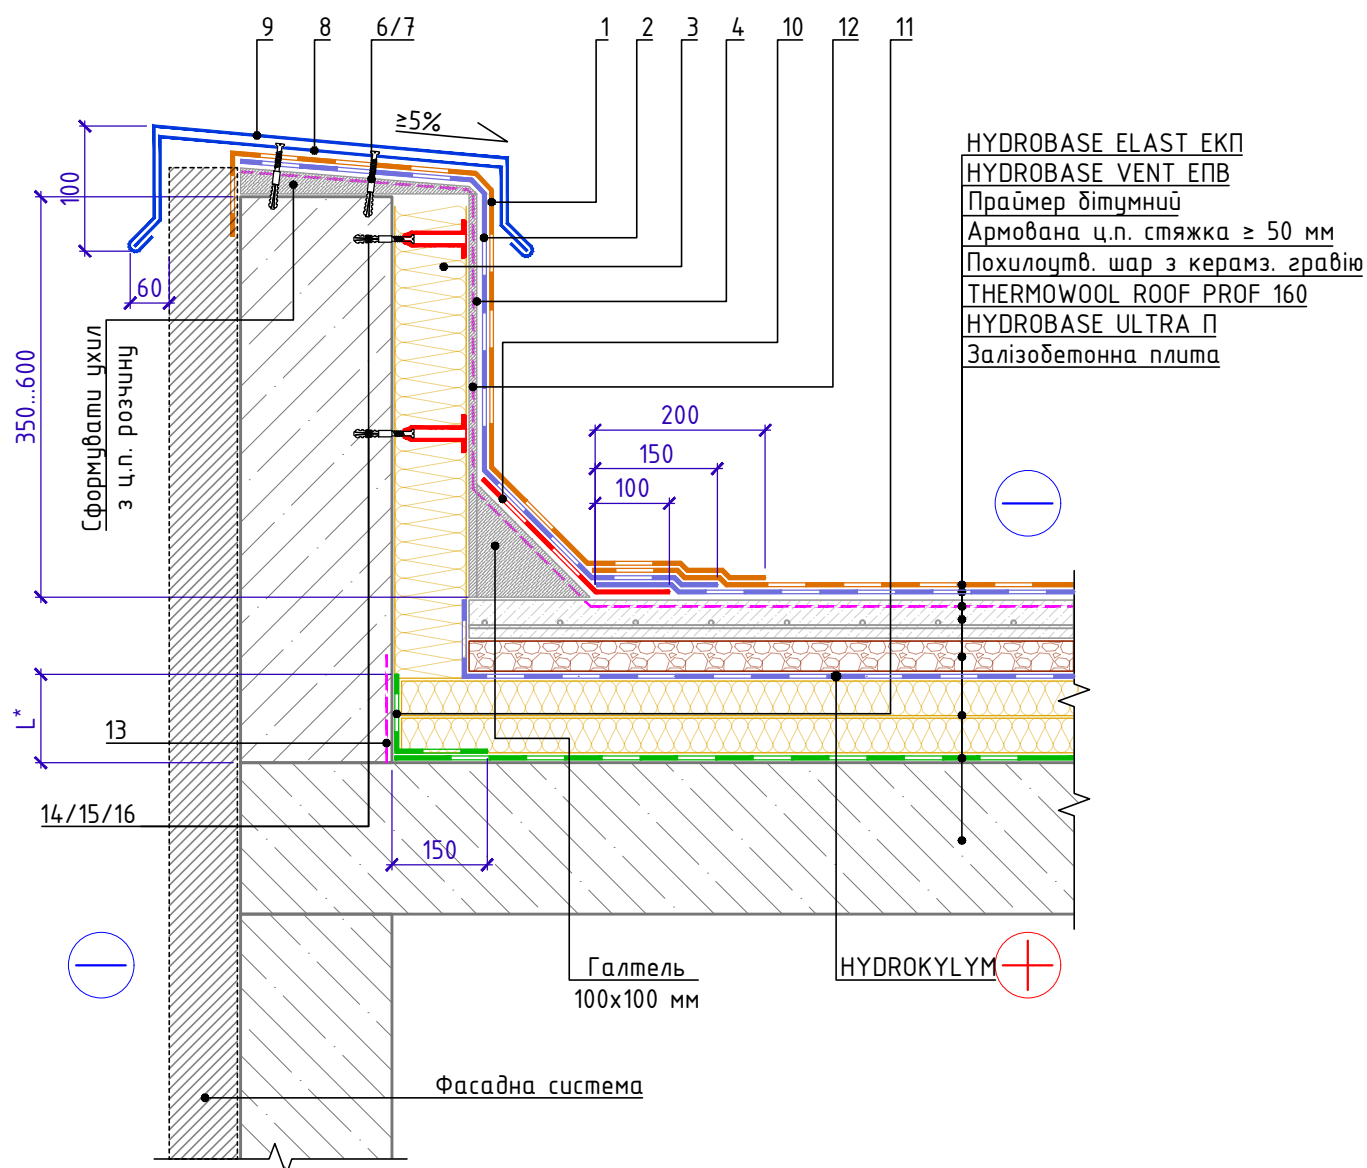 9
8
6/7
1
2
3
4
10
12
11
≥5%
100
60
350...600
Сформувати ухил
з ц.п. розчину
HYDROBASE ELAST ЕКП
HYDROBASE VENT ЕПВ
Праймер бітумний
Армована ц.п. стяжка ≥ 50 мм
Похилоутв. шар з керамз. гравію
THERMOWOOL ROOF PROF 160
HYDROBASE ULTRA П
Залізобетонна плита
200
150
100
L*
13
14/15/16
150
Галтель
100х100 мм
HYDROKYLYM
Фасадна система